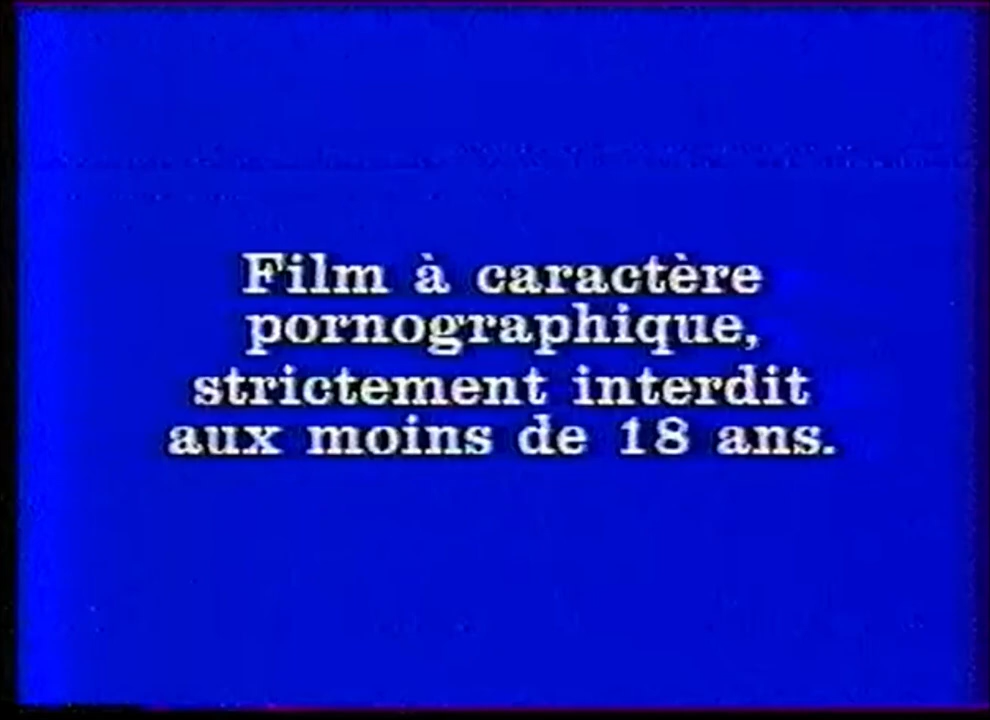 Film à caractère
pornographique,
strictement interdit
aux moins de 18 ans.